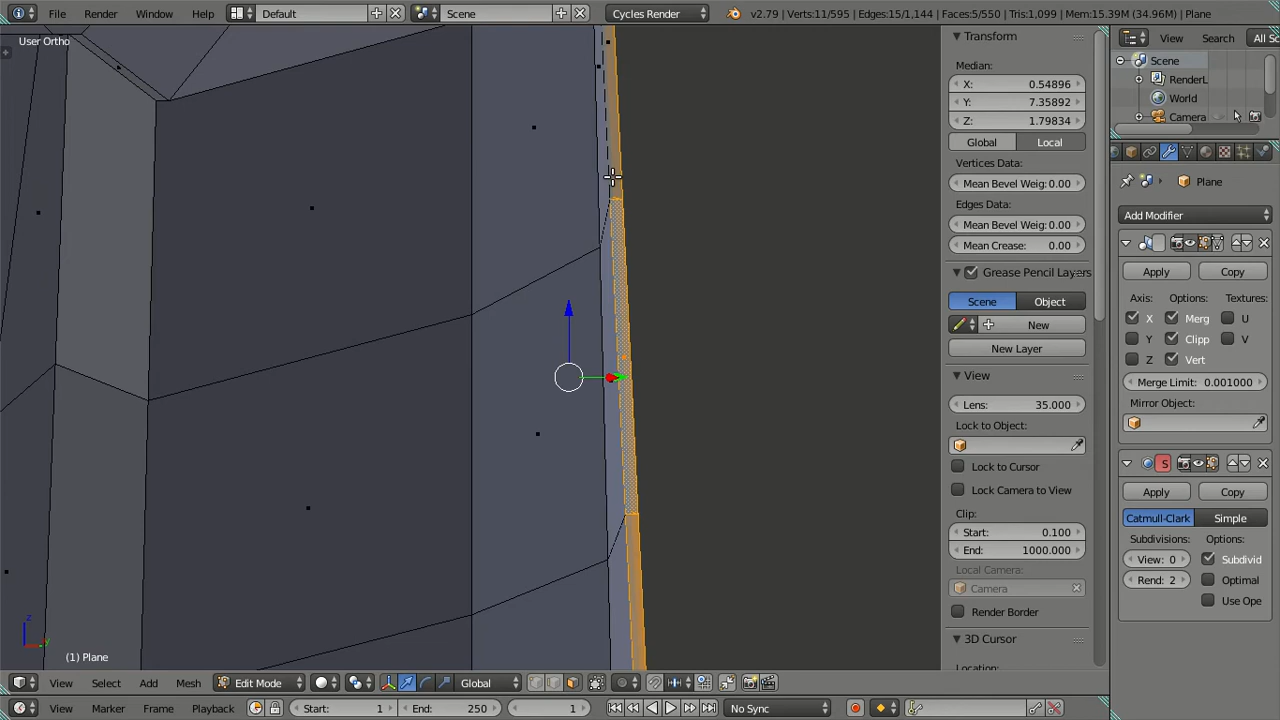 File Render Window Help Default Scene Cycles Render v2.79 | Verts:11/595 | Edges:15/1,144 | Faces:5/550 | Tris:1,099 | Mem:15.39M (34.96M) | Plane
User Ortho
Transform
View Search All Sc
Scene
RenderL
World
Camera
Median:
X: 0.54896
Y: 7.35892
Z: 1.79834
Global Local
Vertices Data:
Mean Bevel Weig: 0.00
Edges Data:
Mean Bevel Weig: 0.00
Mean Crease: 0.00
Grease Pencil Layers
Scene Object
New
New Layer
View
Lens: 35.000
Lock to Object:
Lock to Cursor
Lock Camera to View
Clip:
Start: 0.100
End: 1000.000
Local Camera:
Camera
Render Border
3D Cursor
Location:
Plane
Add Modifier
Apply Copy
Axis: Options: Textures:
X Merg U
Y Clipp V
Z Vert
Merge Limit: 0.001000
Mirror Object:
S
Apply Copy
Catmull-Clark Simple
Subdivisions: Options:
View: 0 Subdivid
Rend: 2 Optimal
Use Ope
z
y
(1) Plane
View Select Add Mesh Edit Mode Global
View Marker Frame Playback Start: 1 End: 250 1 No Sync